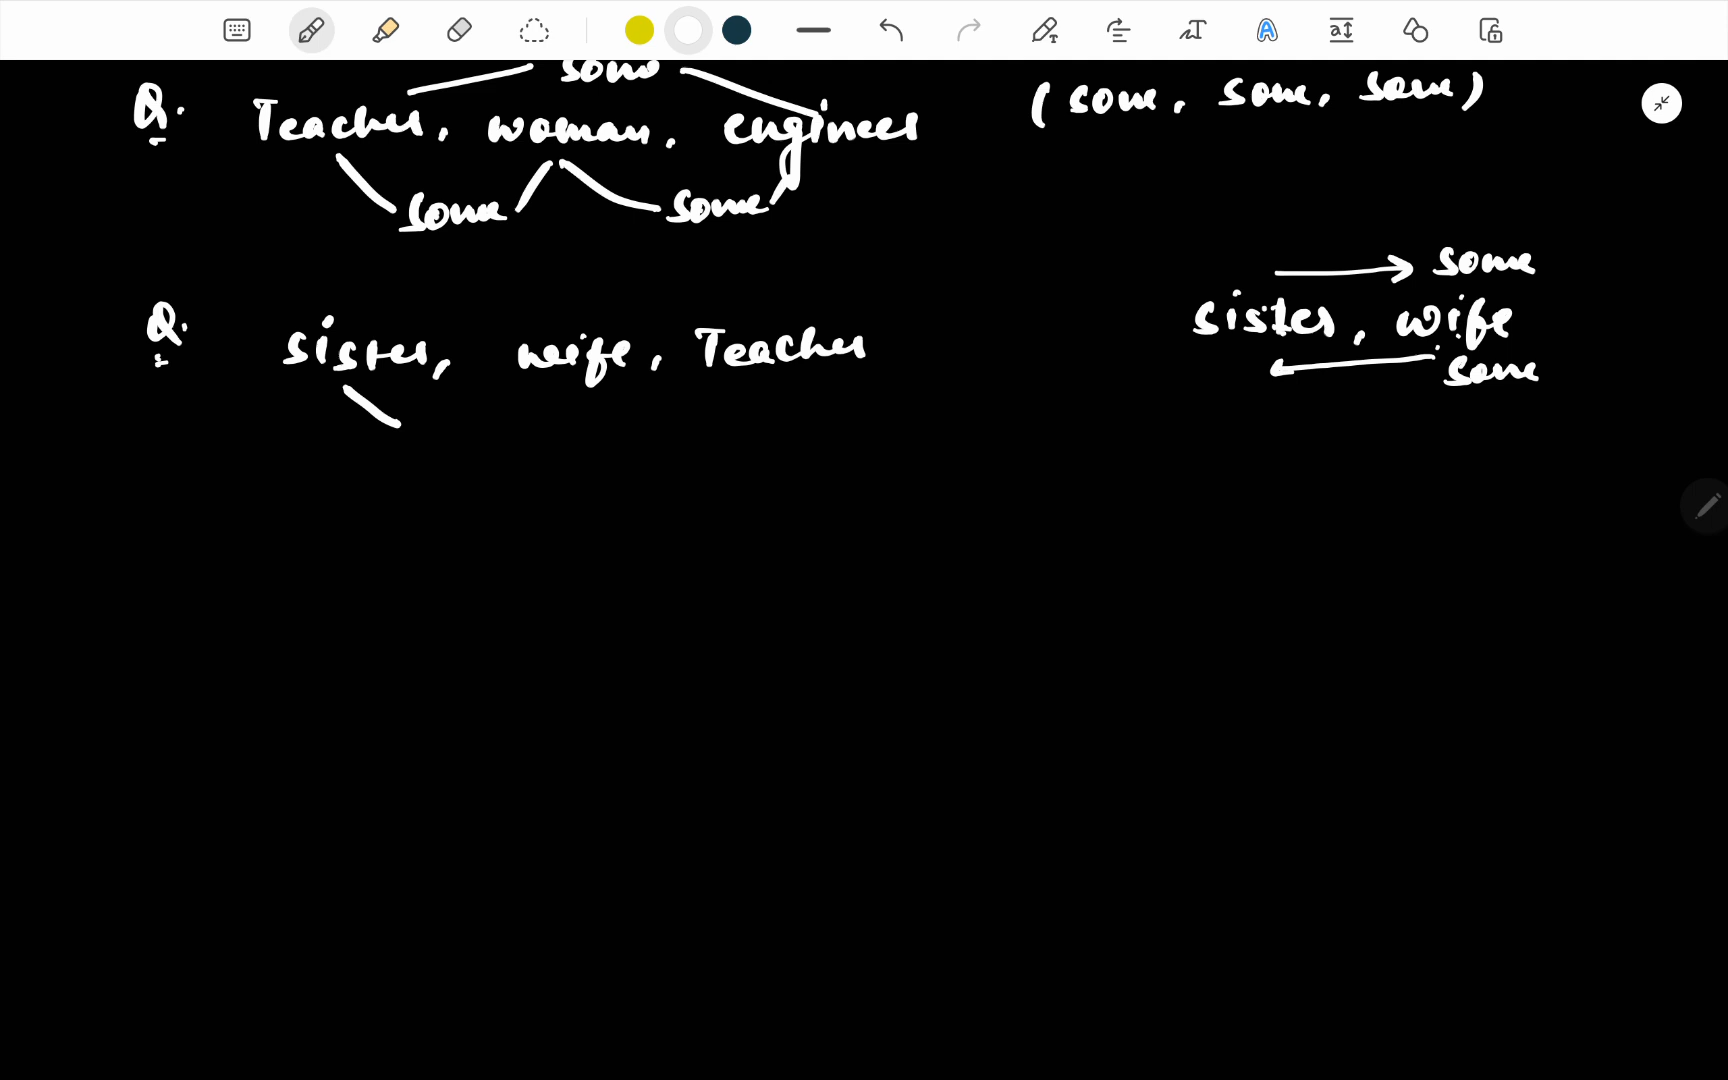 some
Q. Teacher, woman, engineer (some, some, some)
some some
some
Q. sister, wife, Teacher sister, wife
some